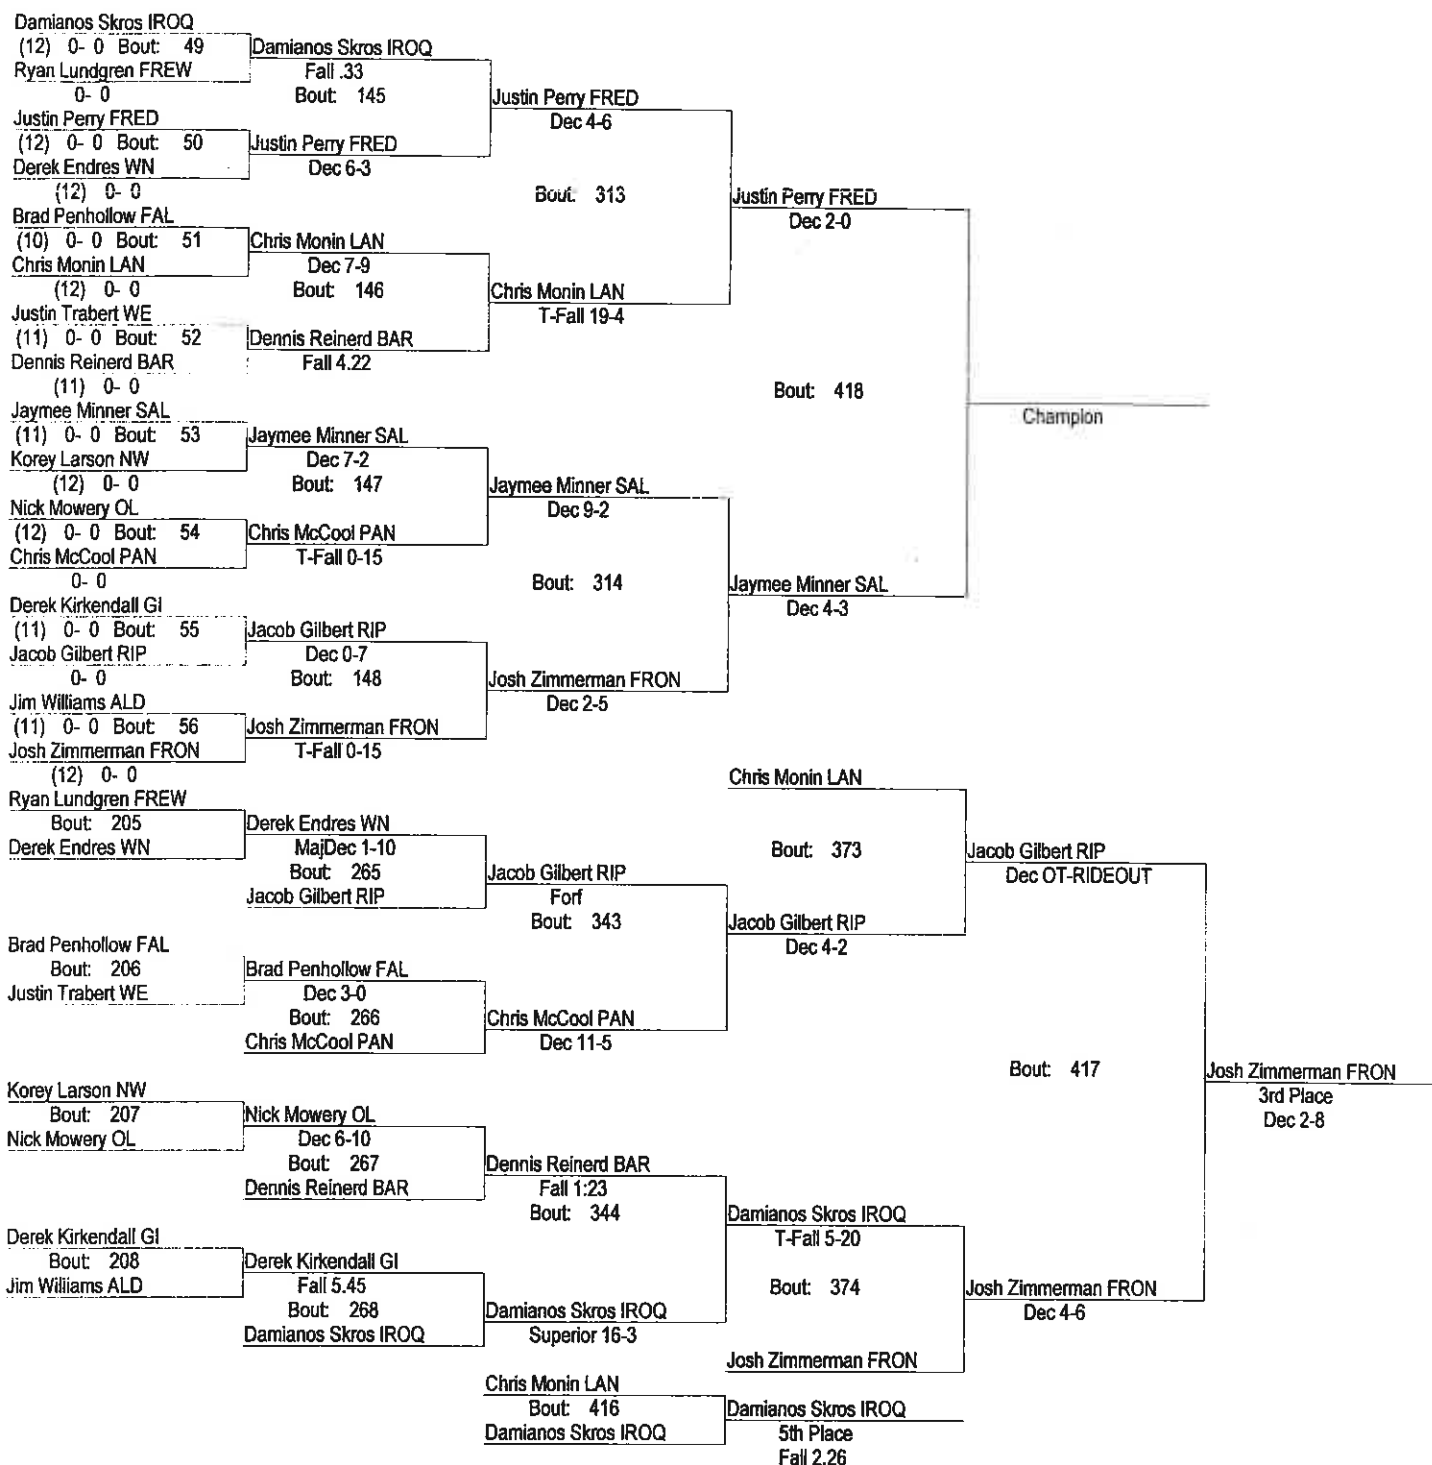 Damianos Skros IROQ
(12) 0- 0 Bout: 49
Ryan Lundgren FREW
0- 0
Justin Perry FRED
(12) 0- 0 Bout: 50
Derek Endres WN
(12) 0- 0
Brad Penhollow FAL
(10) 0- 0 Bout: 51
Chris Monin LAN
(12) 0- 0
Justin Trabert WE
(11) 0- 0 Bout: 52
Dennis Reinerd BAR
(11) 0- 0
Jaymee Minner SAL
(11) 0- 0 Bout: 53
Korey Larson NW
(12) 0- 0
Nick Mowery OL
(12) 0- 0 Bout: 54
Chris McCool PAN
0- 0
Derek Kirkendall GI
(11) 0- 0 Bout: 55
Jacob Gilbert RIP
0- 0
Jim Williams ALD
(11) 0- 0 Bout: 56
Josh Zimmerman FRON
(12) 0- 0
Damianos Skros IROQ
Fall .33
Bout: 145
Justin Perry FRED
Dec 6-3
Chris Monin LAN
Dec 7-9
Bout: 146
Dennis Reinerd BAR
Fall 4.22
Jaymee Minner SAL
Dec 7-2
Bout: 147
Chris McCool PAN
T-Fall 0-15
Jacob Gilbert RIP
Dec 0-7
Bout: 148
Josh Zimmerman FRON
T-Fall 0-15
Justin Perry FRED
Dec 4-6
Bout: 313
Chris Monin LAN
T-Fall 19-4
Jaymee Minner SAL
Dec 9-2
Bout: 314
Josh Zimmerman FRON
Dec 2-5
Justin Perry FRED
Dec 2-0
Bout: 418
Jaymee Minner SAL
Dec 4-3
Champion
Ryan Lundgren FREW
Bout: 205
Derek Endres WN
Brad Penhollow FAL
Bout: 206
Justin Trabert WE
Korey Larson NW
Bout: 207
Nick Mowery OL
Derek Kirkendall GI
Bout: 208
Jim Williams ALD
Derek Endres WN
MajDec 1-10
Bout: 265
Jacob Gilbert RIP
Brad Penhollow FAL
Dec 3-0
Bout: 266
Chris McCool PAN
Nick Mowery OL
Dec 6-10
Bout: 267
Dennis Reinerd BAR
Derek Kirkendall GI
Fall 5.45
Bout: 268
Damianos Skros IROQ
Jacob Gilbert RIP
Forf
Bout: 343
Chris McCool PAN
Dec 11-5
Dennis Reinerd BAR
Fall 1:23
Bout: 344
Damianos Skros IROQ
Superior 16-3
Chris Monin LAN
Bout: 373
Jacob Gilbert RIP
Dec 4-2
Damianos Skros IROQ
T-Fall 5-20
Bout: 374
Josh Zimmerman FRON
Jacob Gilbert RIP
Dec OT-RIDEOUT
Bout: 417
Josh Zimmerman FRON
Dec 4-6
Josh Zimmerman FRON
3rd Place
Dec 2-8
Chris Monin LAN
Bout: 416
Damianos Skros IROQ
Damianos Skros IROQ
5th Place
Fall 2.26